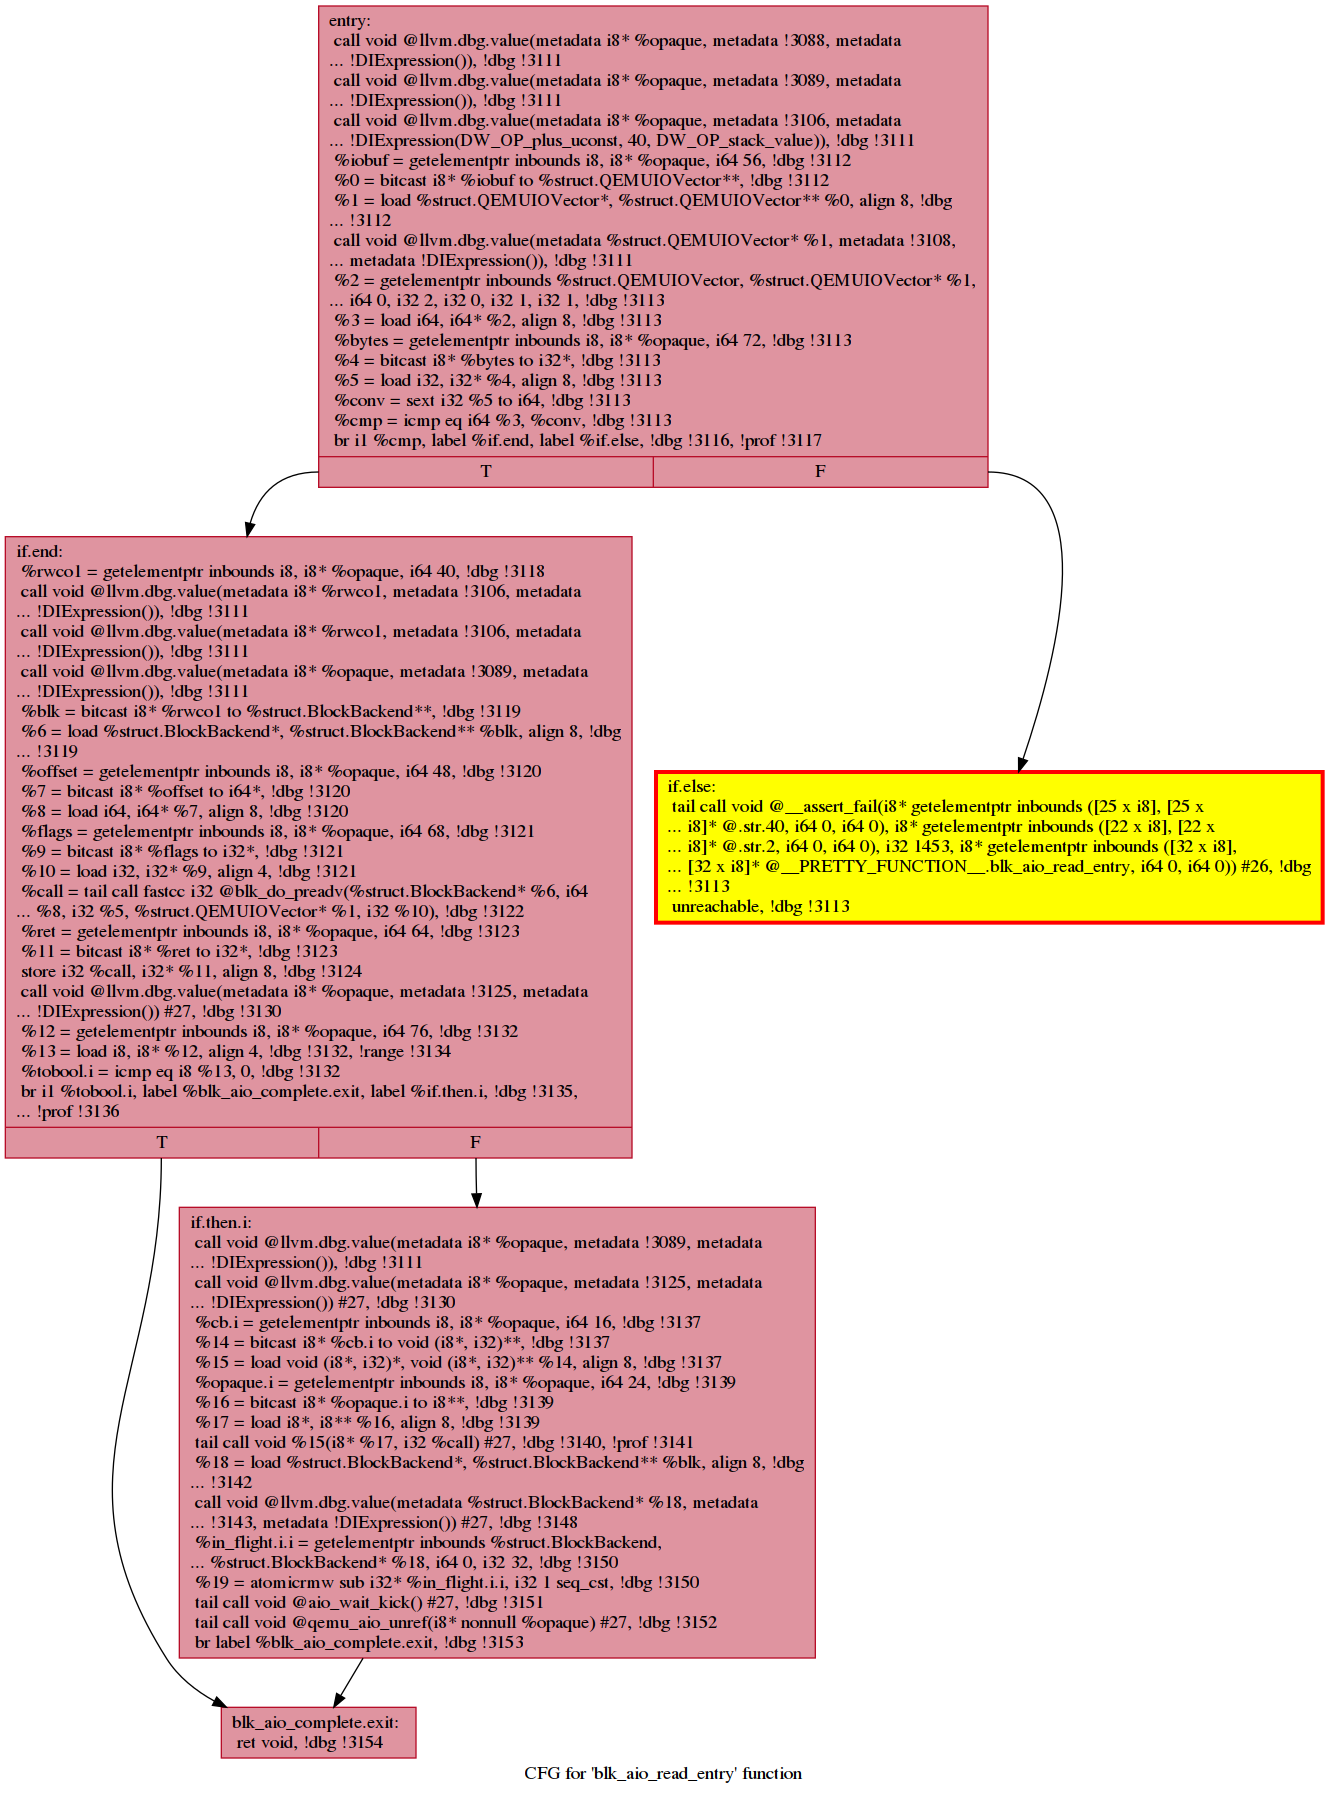 entry:
call void @llvm.dbg.value(metadata i8* %opaque, metadata !3088, metadata
... !DIExpression()), !dbg !3111
call void @llvm.dbg.value(metadata i8* %opaque, metadata !3089, metadata
... !DIExpression()), !dbg !3111
call void @llvm.dbg.value(metadata i8* %opaque, metadata !3106, metadata
... !DIExpression(DW_OP_plus_uconst, 40, DW_OP_stack_value)), !dbg !3111
%iobuf = getelementptr inbounds i8, i8* %opaque, i64 56, !dbg !3112
%0 = bitcast i8* %iobuf to %struct.QEMUIOVector**, !dbg !3112
%1 = load %struct.QEMUIOVector*, %struct.QEMUIOVector** %0, align 8, !dbg
... !3112
call void @llvm.dbg.value(metadata %struct.QEMUIOVector* %1, metadata !3108,
... metadata !DIExpression()), !dbg !3111
%2 = getelementptr inbounds %struct.QEMUIOVector, %struct.QEMUIOVector* %1,
... i64 0, i32 2, i32 0, i32 1, i32 1, !dbg !3113
%3 = load i64, i64* %2, align 8, !dbg !3113
%bytes = getelementptr inbounds i8, i8* %opaque, i64 72, !dbg !3113
%4 = bitcast i8* %bytes to i32*, !dbg !3113
%5 = load i32, i32* %4, align 8, !dbg !3113
%conv = sext i32 %5 to i64, !dbg !3113
%cmp = icmp eq i64 %3, %conv, !dbg !3113
br i1 %cmp, label %if.end, label %if.else, !dbg !3116, !prof !3117
T
F
if.end:
%rwco1 = getelementptr inbounds i8, i8* %opaque, i64 40, !dbg !3118
call void @llvm.dbg.value(metadata i8* %rwco1, metadata !3106, metadata
... !DIExpression()), !dbg !3111
call void @llvm.dbg.value(metadata i8* %rwco1, metadata !3106, metadata
... !DIExpression()), !dbg !3111
call void @llvm.dbg.value(metadata i8* %opaque, metadata !3089, metadata
... !DIExpression()), !dbg !3111
%blk = bitcast i8* %rwco1 to %struct.BlockBackend**, !dbg !3119
%6 = load %struct.BlockBackend*, %struct.BlockBackend** %blk, align 8, !dbg
... !3119
%offset = getelementptr inbounds i8, i8* %opaque, i64 48, !dbg !3120
%7 = bitcast i8* %offset to i64*, !dbg !3120
%8 = load i64, i64* %7, align 8, !dbg !3120
%flags = getelementptr inbounds i8, i8* %opaque, i64 68, !dbg !3121
%9 = bitcast i8* %flags to i32*, !dbg !3121
%10 = load i32, i32* %9, align 4, !dbg !3121
%call = tail call fastcc i32 @blk_do_preadv(%struct.BlockBackend* %6, i64
... %8, i32 %5, %struct.QEMUIOVector* %1, i32 %10), !dbg !3122
%ret = getelementptr inbounds i8, i8* %opaque, i64 64, !dbg !3123
%11 = bitcast i8* %ret to i32*, !dbg !3123
store i32 %call, i32* %11, align 8, !dbg !3124
call void @llvm.dbg.value(metadata i8* %opaque, metadata !3125, metadata
... !DIExpression()) #27, !dbg !3130
%12 = getelementptr inbounds i8, i8* %opaque, i64 76, !dbg !3132
%13 = load i8, i8* %12, align 4, !dbg !3132, !range !3134
%tobool.i = icmp eq i8 %13, 0, !dbg !3132
br i1 %tobool.i, label %blk_aio_complete.exit, label %if.then.i, !dbg !3135,
... !prof !3136
T
F
if.else:
tail call void @__assert_fail(i8* getelementptr inbounds ([25 x i8], [25 x
... i8]* @.str.40, i64 0, i64 0), i8* getelementptr inbounds ([22 x i8], [22 x
... i8]* @.str.2, i64 0, i64 0), i32 1453, i8* getelementptr inbounds ([32 x i8],
... [32 x i8]* @__PRETTY_FUNCTION__.blk_aio_read_entry, i64 0, i64 0)) #26, !dbg
... !3113
unreachable, !dbg !3113
if.then.i:
call void @llvm.dbg.value(metadata i8* %opaque, metadata !3089, metadata
... !DIExpression()), !dbg !3111
call void @llvm.dbg.value(metadata i8* %opaque, metadata !3125, metadata
... !DIExpression()) #27, !dbg !3130
%cb.i = getelementptr inbounds i8, i8* %opaque, i64 16, !dbg !3137
%14 = bitcast i8* %cb.i to void (i8*, i32)**, !dbg !3137
%15 = load void (i8*, i32)*, void (i8*, i32)** %14, align 8, !dbg !3137
%opaque.i = getelementptr inbounds i8, i8* %opaque, i64 24, !dbg !3139
%16 = bitcast i8* %opaque.i to i8**, !dbg !3139
%17 = load i8*, i8** %16, align 8, !dbg !3139
tail call void %15(i8* %17, i32 %call) #27, !dbg !3140, !prof !3141
%18 = load %struct.BlockBackend*, %struct.BlockBackend** %blk, align 8, !dbg
... !3142
call void @llvm.dbg.value(metadata %struct.BlockBackend* %18, metadata
... !3143, metadata !DIExpression()) #27, !dbg !3148
%in_flight.i.i = getelementptr inbounds %struct.BlockBackend,
... %struct.BlockBackend* %18, i64 0, i32 32, !dbg !3150
%19 = atomicrmw sub i32* %in_flight.i.i, i32 1 seq_cst, !dbg !3150
tail call void @aio_wait_kick() #27, !dbg !3151
tail call void @qemu_aio_unref(i8* nonnull %opaque) #27, !dbg !3152
br label %blk_aio_complete.exit, !dbg !3153
blk_aio_complete.exit:
ret void, !dbg !3154
CFG for 'blk_aio_read_entry' function